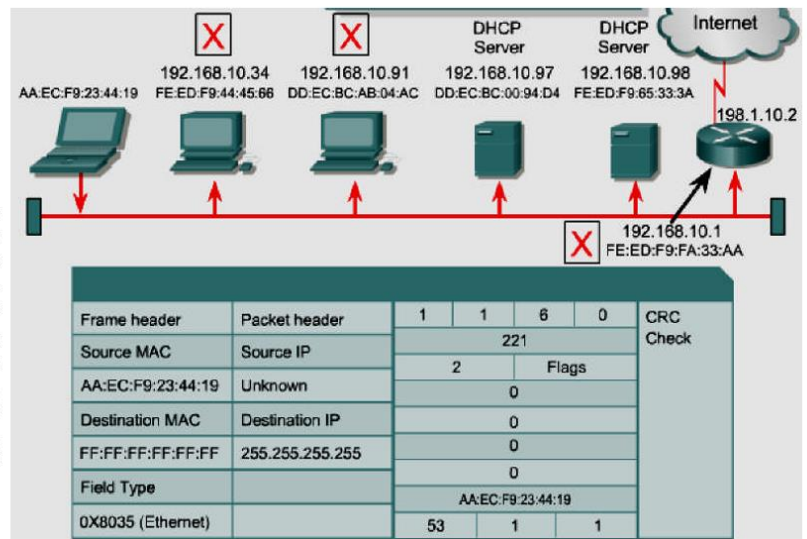 DHCP
Server
DHCP
Server
Internet
X
X
192.168.10.34
192.168.10.91
192.168.10.97
192.168.10.98
AA:EC:F9:23:44:19
FE:ED:F9:44:45:66
DD:EC:BC:AB:04:AC
DD:EC:BC:00:94:D4
FE:ED:F9:65:33:3A
198.1.10.2
X
192.168.10.1
FE:ED:F9:FA:33:AA
Frame header
Packet header
1 1 6 0
CRC
Check
221
Source MAC
Source IP
2 Flags
AA:EC:F9:23:44:19
Unknown
0
Destination MAC
Destination IP
0
FF:FF:FF:FF:FF:FF
255.255.255.255
0
0
Field Type
AA:EC:F9:23:44:19
0X8035 (Ethernet)
53 1 1